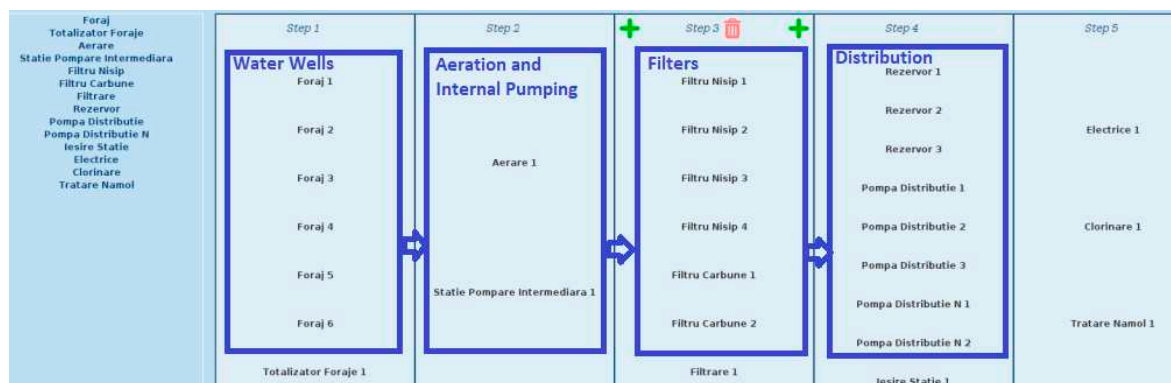 Foraj
Totalizator Foraje
Aerare
Statie Pompare Intermediara
Filtru Nisip
Filtru Carbune
Filtrare
Rezervor
Pompa Distributie
Pompa Distributie N
Iesire Statie
Electrice
Clorinare
Tratare Namol
Step 1
Water Wells
Foraj 1
Foraj 2
Foraj 3
Foraj 4
Foraj 5
Foraj 6
Totalizator Foraje 1
Step 2
Aeration and
Internal Pumping
Aerare 1
Statie Pompare Intermediara 1
Step 3
Filters
Filtru Nisip 1
Filtru Nisip 2
Filtru Nisip 3
Filtru Nisip 4
Filtru Carbune 1
Filtru Carbune 2
Filtrare 1
Step 4
Distribution
Rezervor 1
Rezervor 2
Rezervor 3
Pompa Distributie 1
Pompa Distributie 2
Pompa Distributie 3
Pompa Distributie N 1
Pompa Distributie N 2
Iesire Statie 1
Step 5
Electrice 1
Clorinare 1
Tratare Namol 1